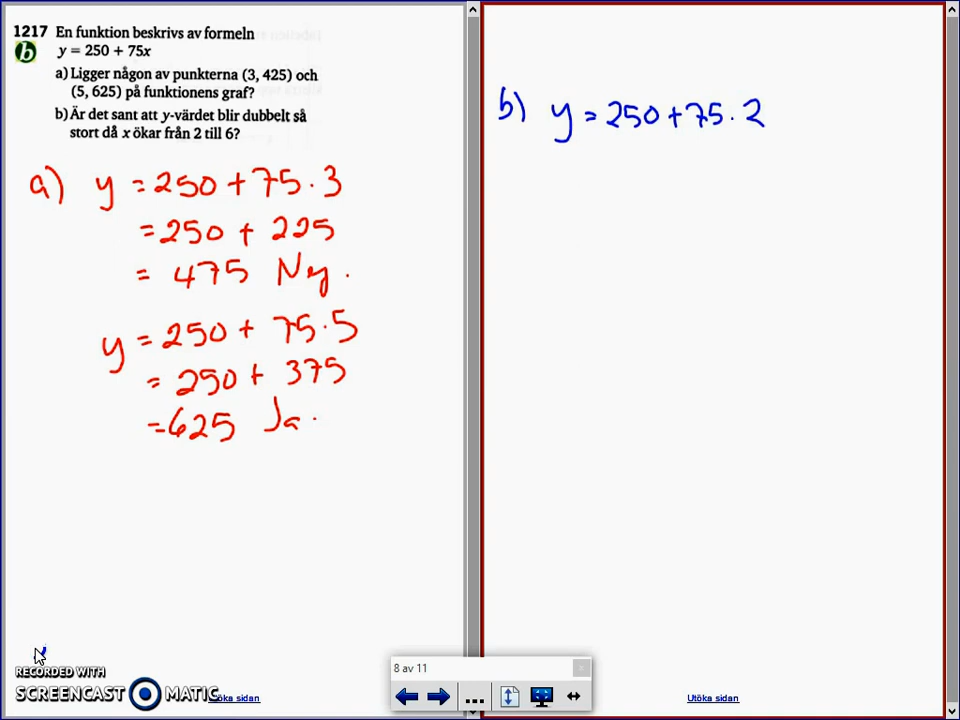 1217 En funktion beskrivs av formeln
b y = 250 + 75x
a) Ligger någon av punkterna (3, 425) och
(5, 625) på funktionens graf?
b) Är det sant att y-värdet blir dubbelt så
stort då x ökar från 2 till 6?
a) y = 250 + 75 · 3
= 250 + 225
= 475 Nej.
y = 250 + 75 · 5
= 250 + 375
= 625 Ja.
b) y = 250 + 75 · 2
8 av 11
RECORDED WITH
SCREENCAST MATIC
Utöka sidan
Utöka sidan